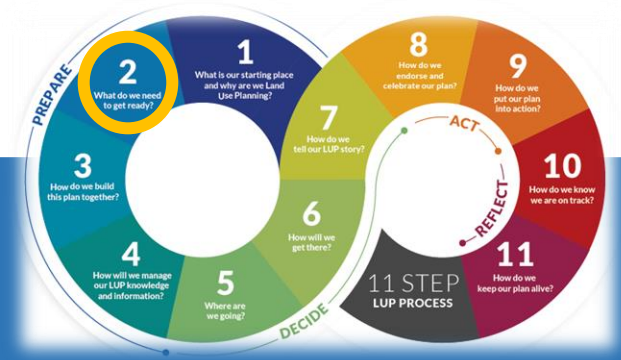 PREPARE
1
What is our starting place
and why are we Land
Use Planning?
2
What do we need
to get ready?
3
How do we build
this plan together?
4
How will we manage
our LUP knowledge
and information?
5
Where are
we going?
DECIDE
6
How will we
get there?
7
How do we
tell our LUP story?
8
How do we
endorse and
celebrate our plan?
ACT
9
How do we
put our plan
into action?
10
How do we know
we are on track?
REFLECT
11
How do we
keep our plan alive?
11 STEP
LUP PROCESS